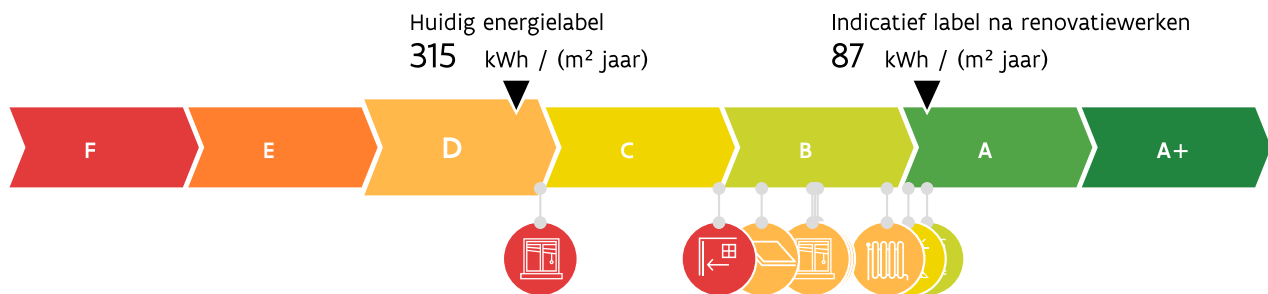 Huidig energielabel
315 kWh / (m² jaar)
Indicatief label na renovatiewerken
87 kWh / (m² jaar)
F E D C B A A+